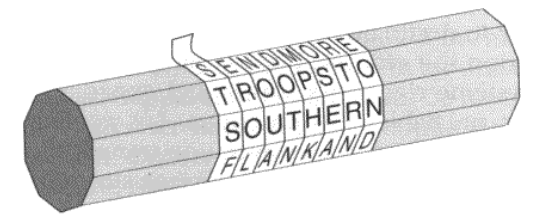 SENDMORE
TROOPSTO
SOUTHERN
FLANKAND